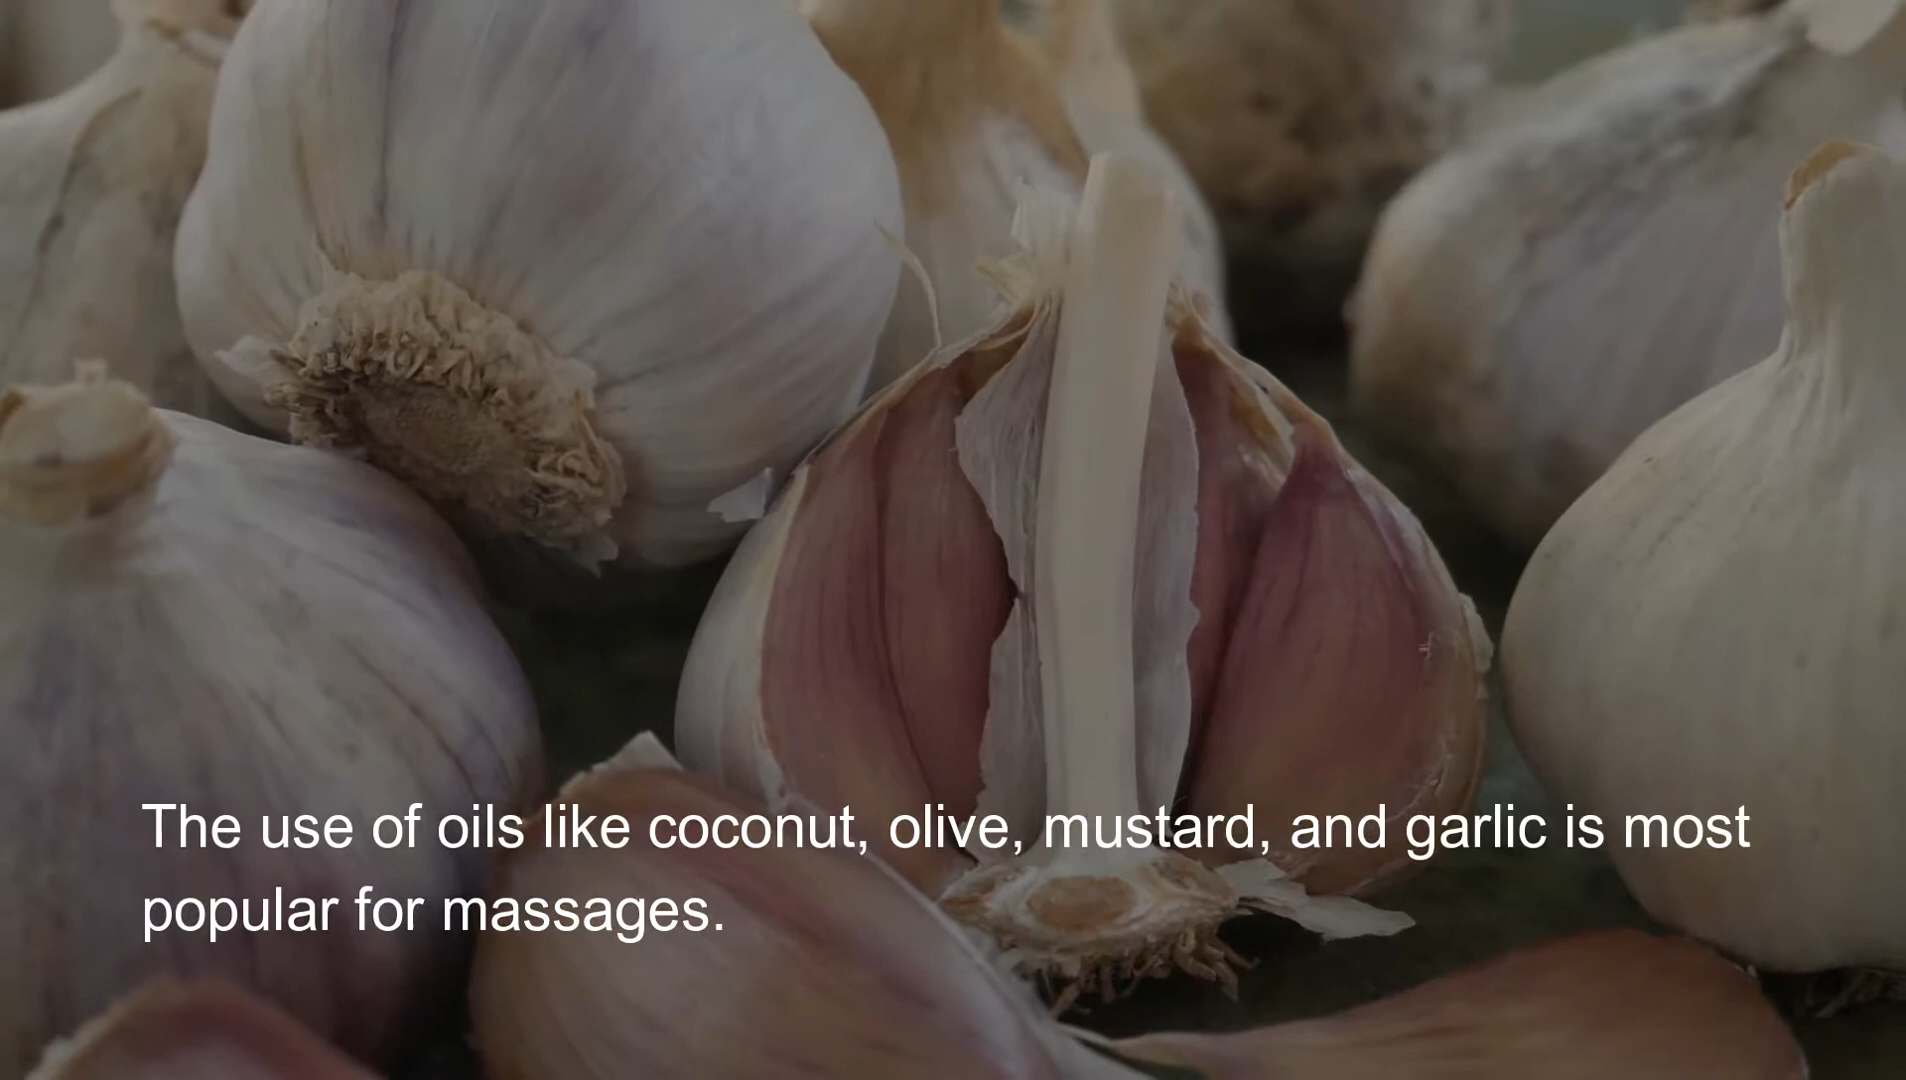 The use of oils like coconut, olive, mustard, and garlic is most
popular for massages.